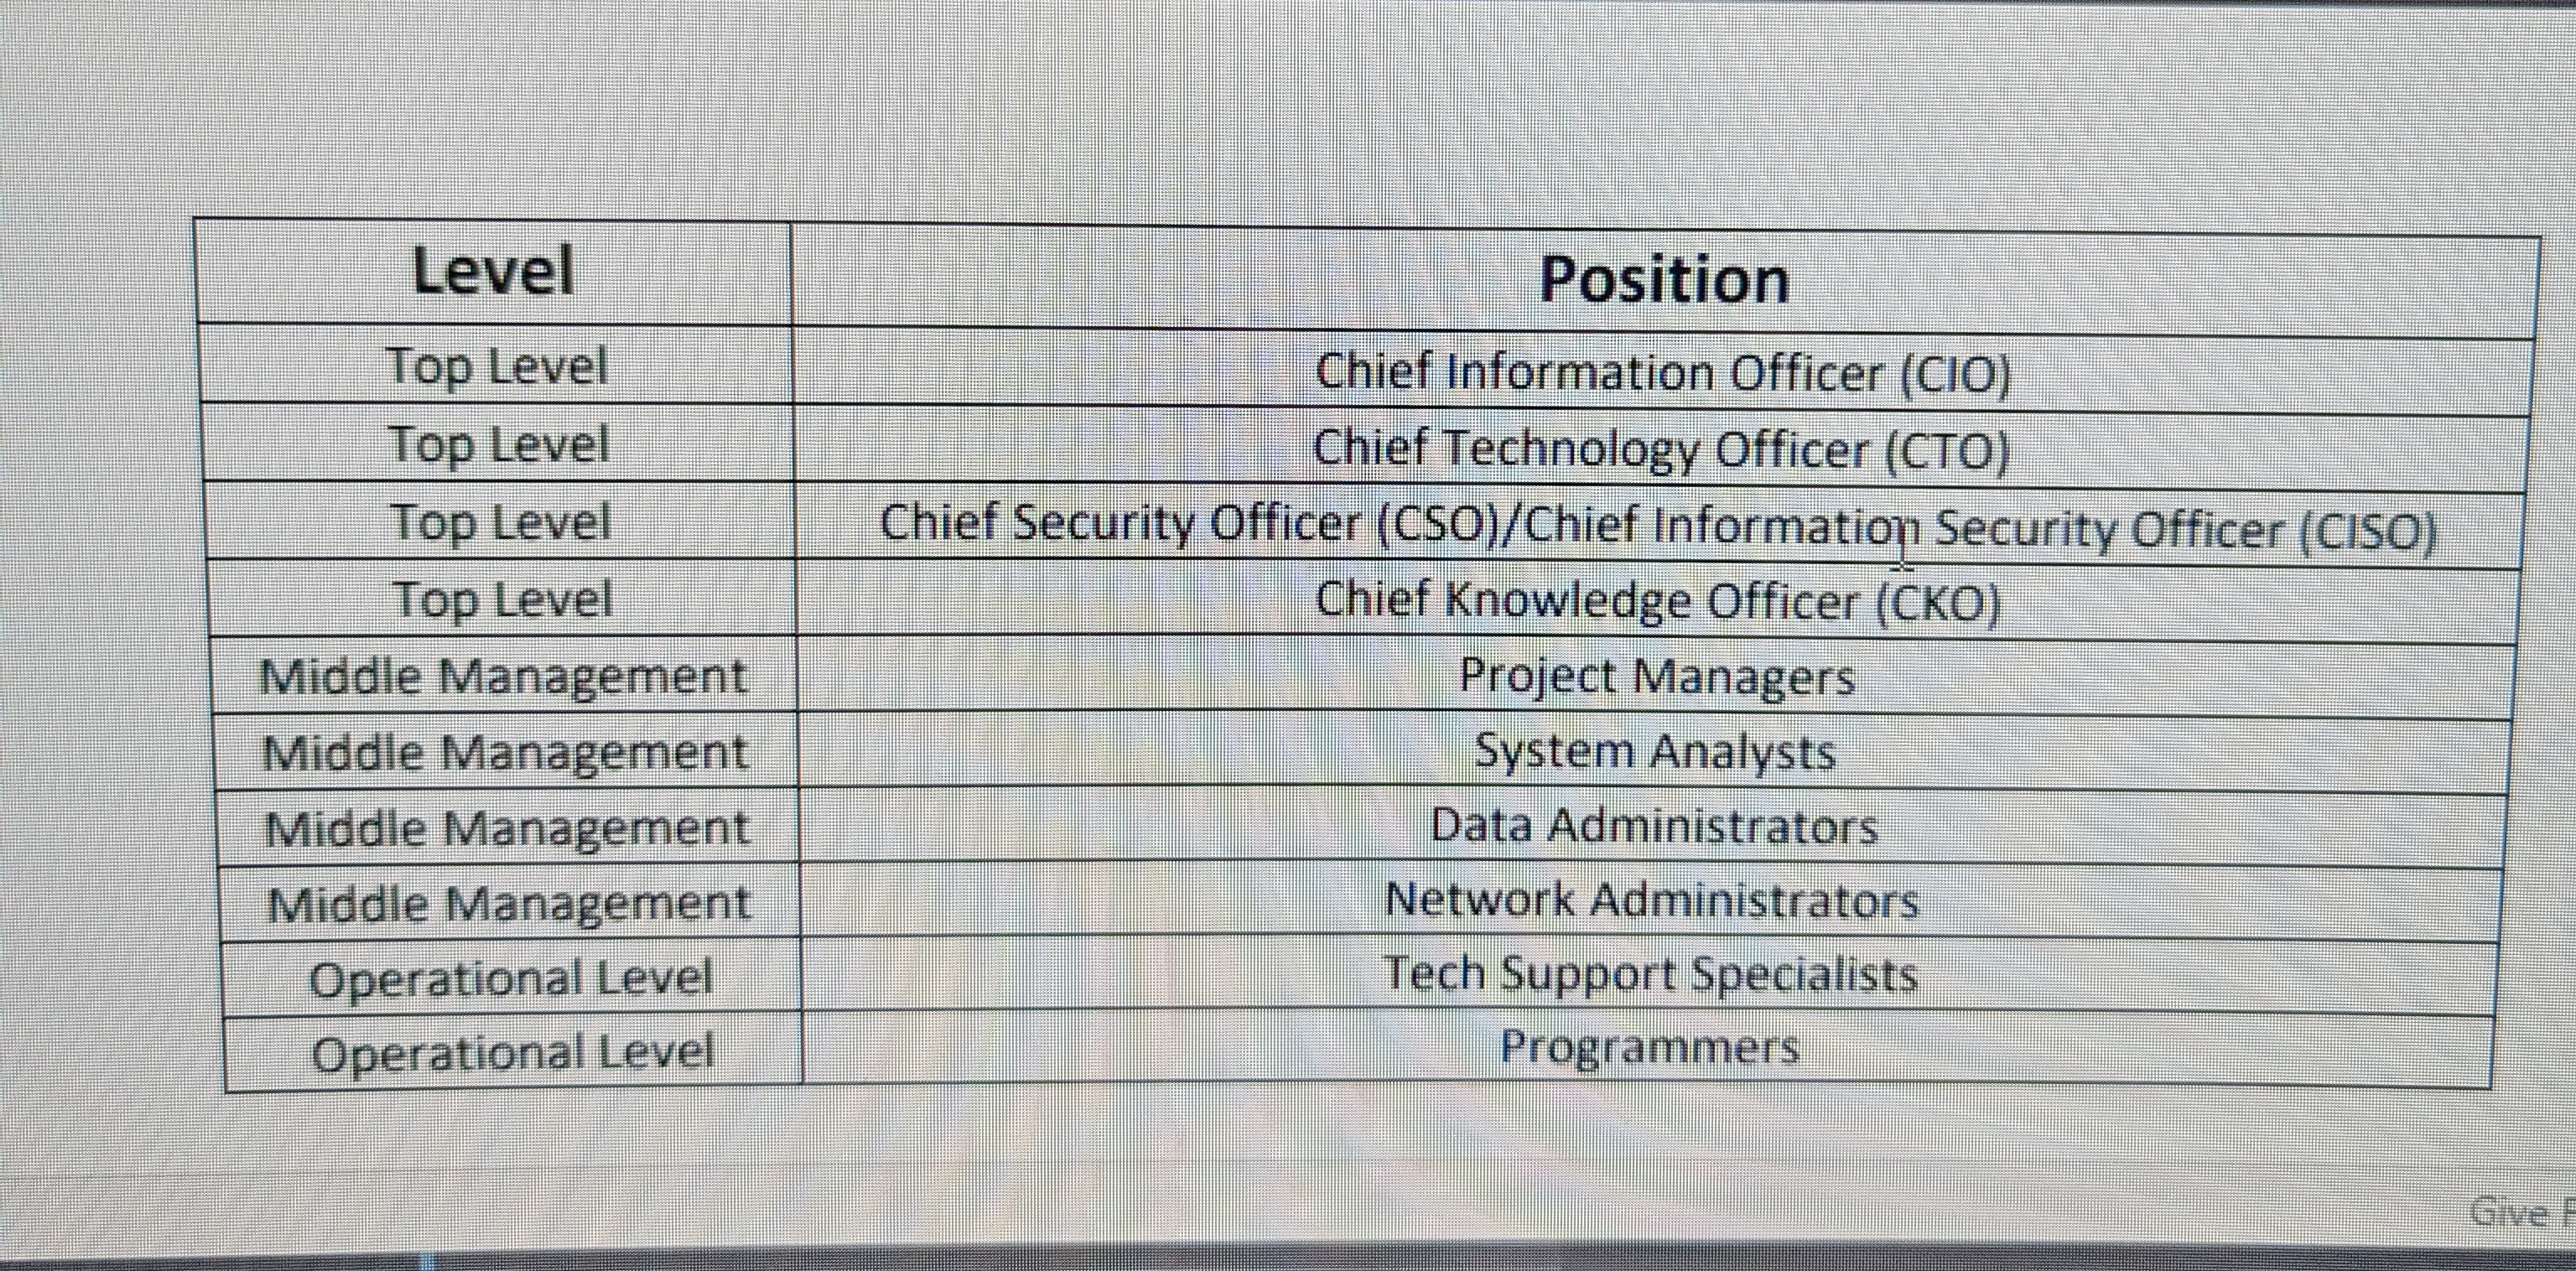 Level Position
Top Level Chief Information Officer (CIO)
Top Level Chief Technology Officer (CTO)
Top Level Chief Security Officer (CSO)/Chief Information Security Officer (CISO)
Top Level Chief Knowledge Officer (CKO)
Middle Management Project Managers
Middle Management System Analysts
Middle Management Data Administrators
Middle Management Network Administrators
Operational Level Tech Support Specialists
Operational Level Programmers
Give